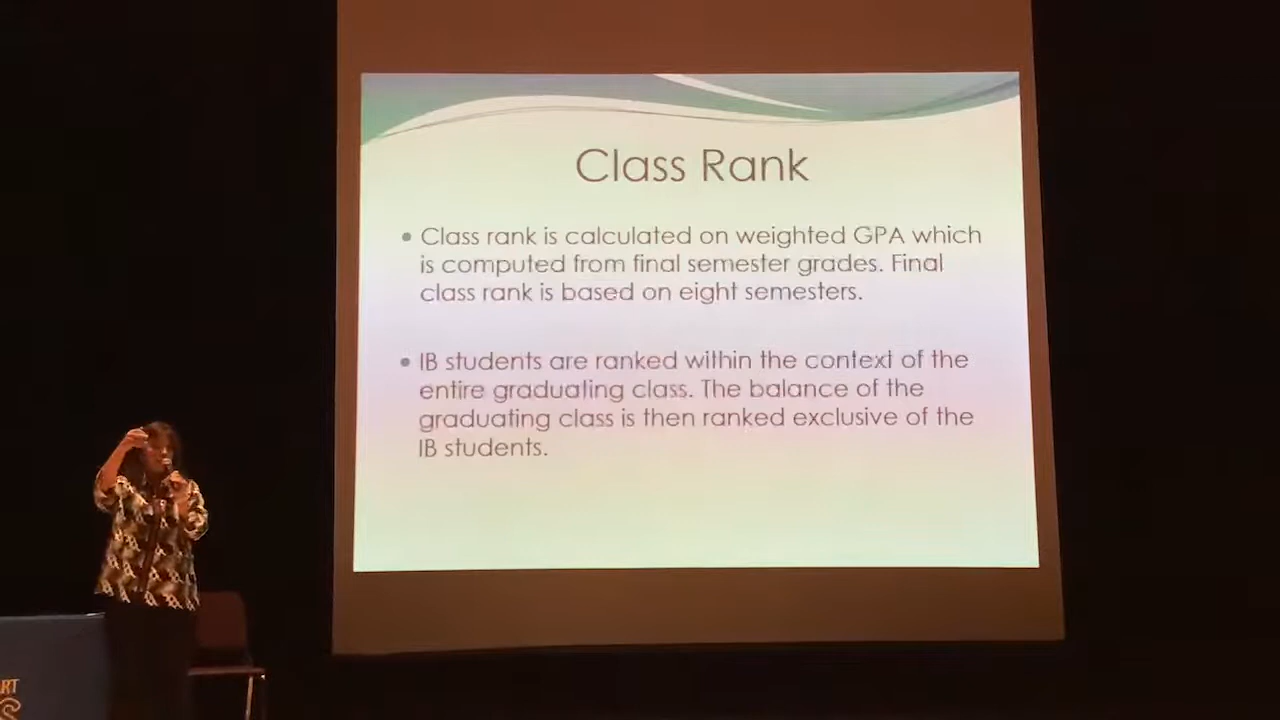 Class Rank
• Class rank is calculated on weighted GPA which
is computed from final semester grades. Final
class rank is based on eight semesters.
• IB students are ranked within the context of the
entire graduating class. The balance of the
graduating class is then ranked exclusive of the
IB students.
RT
S